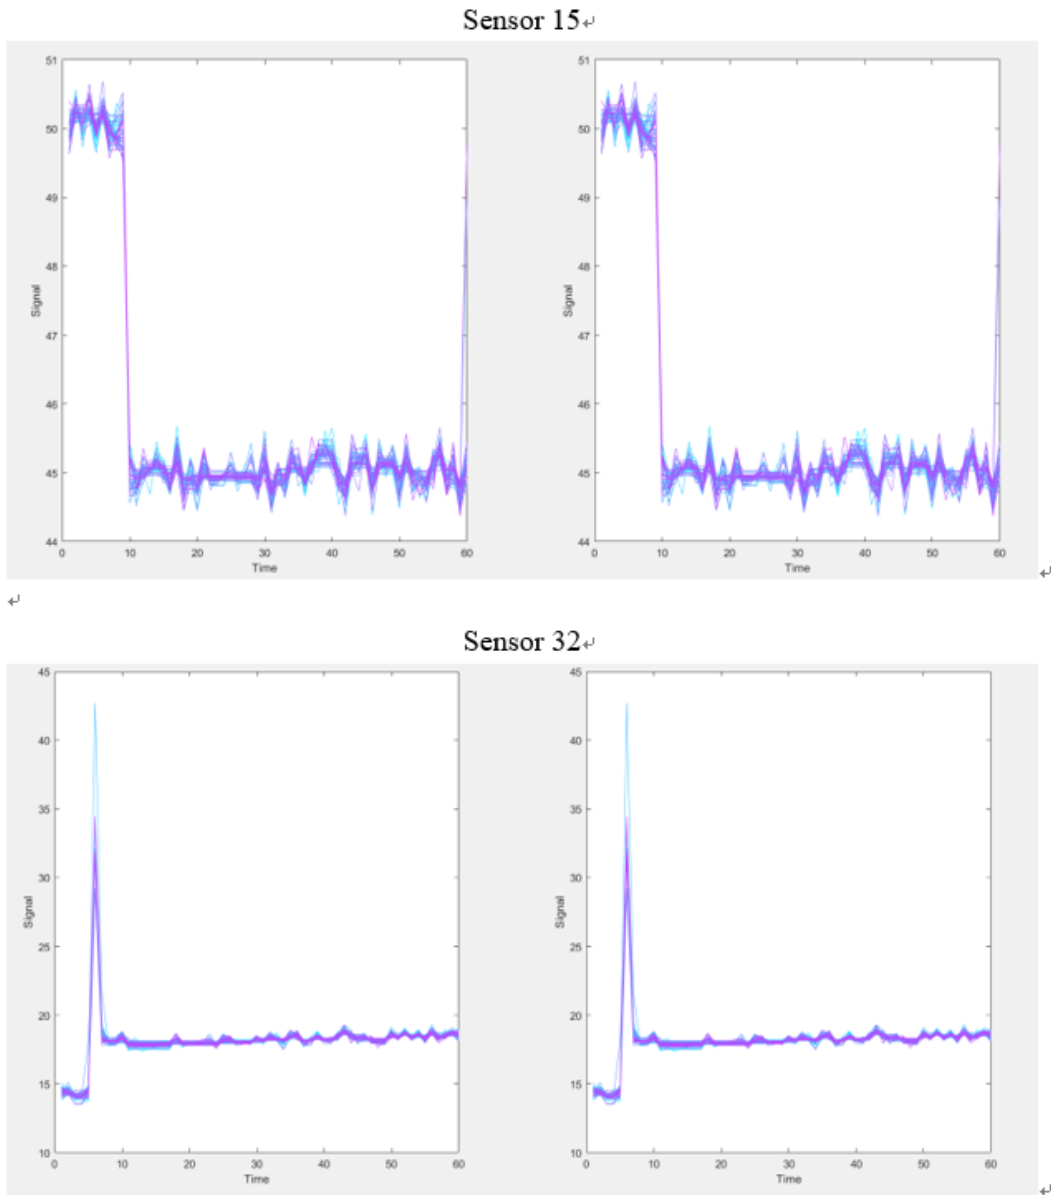 Sensor 15↵
51 51
50 50
49 49
48 48
Signal Signal
47 47
46 46
45 45
44 44
0 10 20 30 40 50 60 0 10 20 30 40 50 60
Time Time
↵
↵
Sensor 32↵
45 45
40 40
35 35
30 30
Signal Signal
25 25
20 20
15 15
10 10
0 10 20 30 40 50 60 0 10 20 30 40 50 60
Time Time
↵